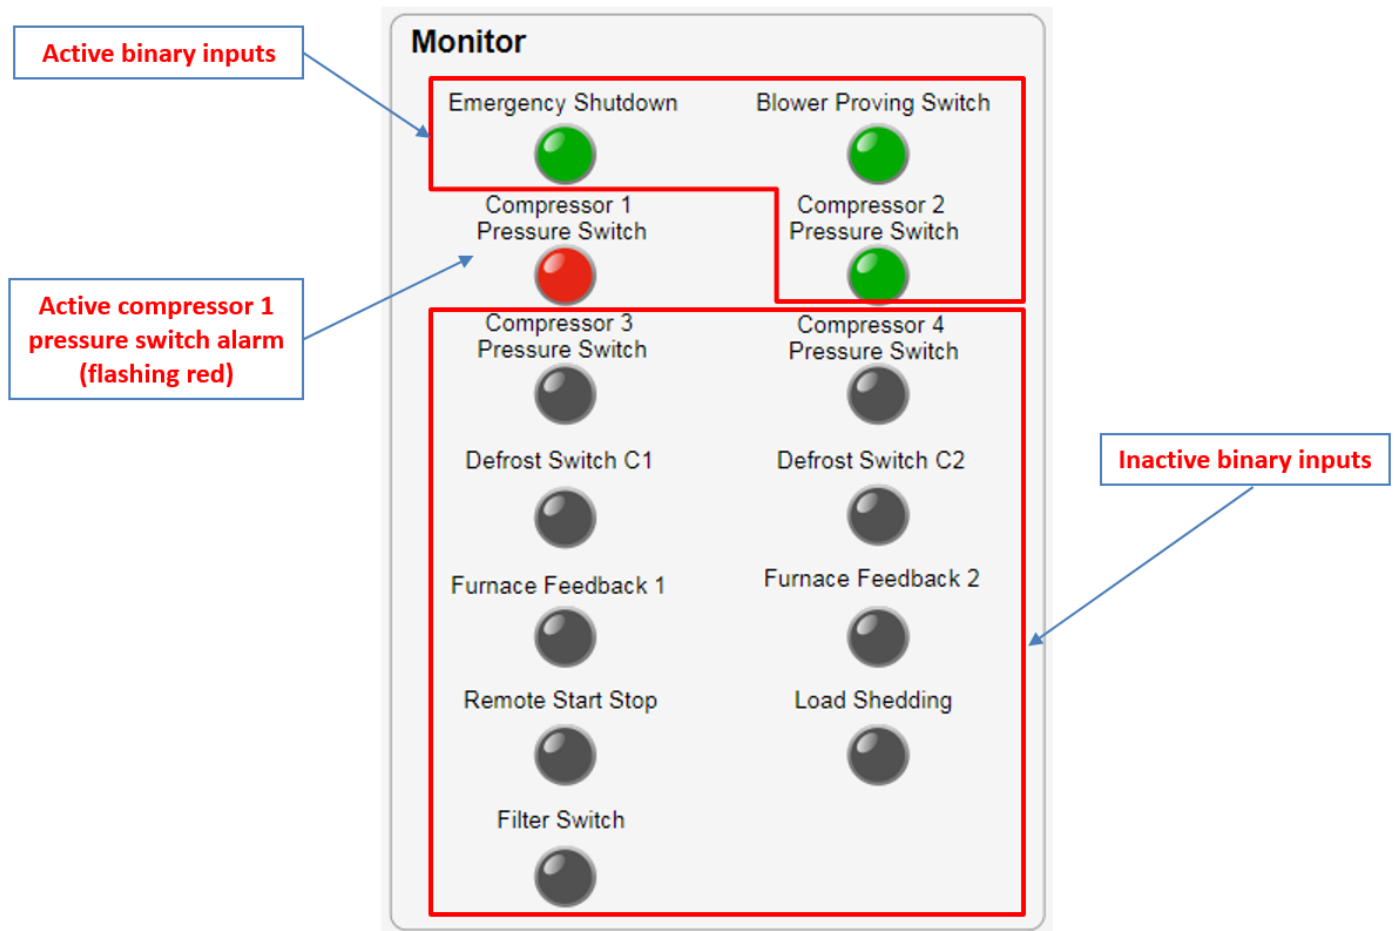 Monitor
Active binary inputs
Emergency Shutdown
Blower Proving Switch
Compressor 1
Pressure Switch
Compressor 2
Pressure Switch
Active compressor 1
pressure switch alarm
(flashing red)
Compressor 3
Pressure Switch
Compressor 4
Pressure Switch
Defrost Switch C1
Defrost Switch C2
Inactive binary inputs
Furnace Feedback 1
Furnace Feedback 2
Remote Start Stop
Load Shedding
Filter Switch